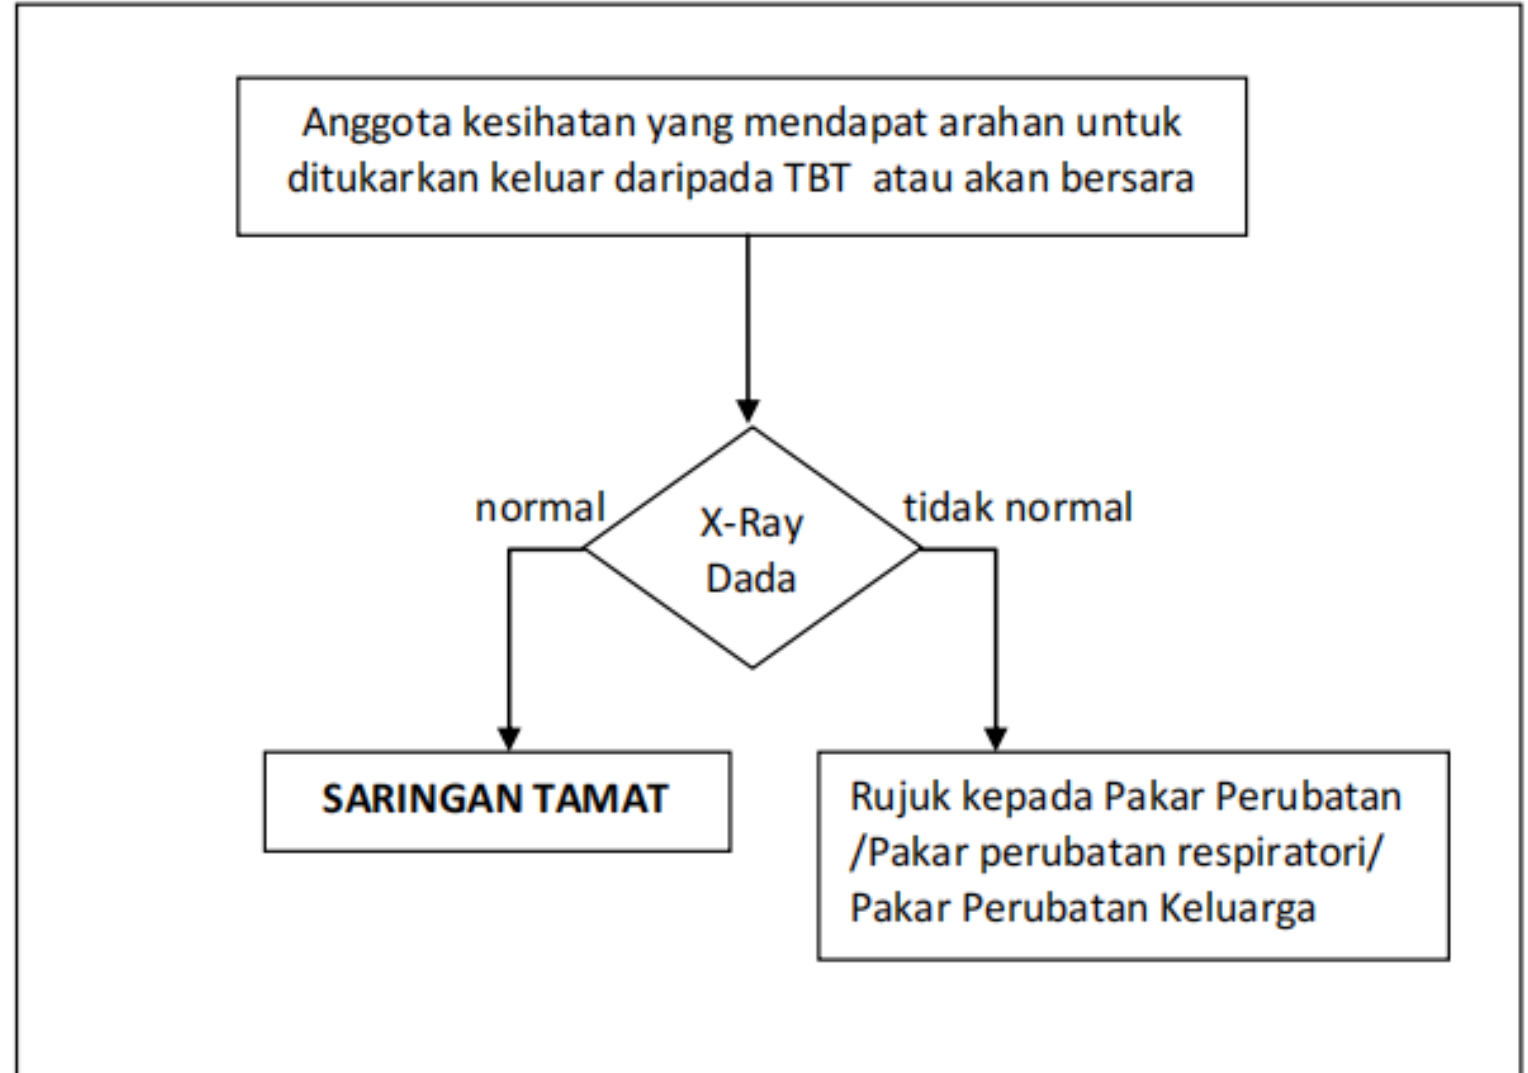 Anggota kesihatan yang mendapat arahan untuk
ditukarkan keluar daripada TBT atau akan bersara
normal
X-Ray
Dada
tidak normal
SARINGAN TAMAT
Rujuk kepada Pakar Perubatan
/Pakar perubatan respiratori/
Pakar Perubatan Keluarga